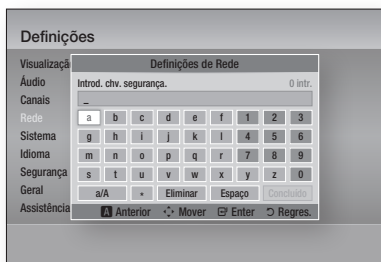 Definições
Visualizaçã
Definições de Rede
Áudio
Introd. chv. segurança. 0 intr.
Canais
_
Rede
a b c d e f 1 2 3
Sistema
g h i j k l 4 5 6
Idioma
m n o p q r 7 8 9
Segurança
s t u v w x y z 0
Geral
a/A * Eliminar Espaço Concluído
Assistência
A Anterior Mover Enter Regres.